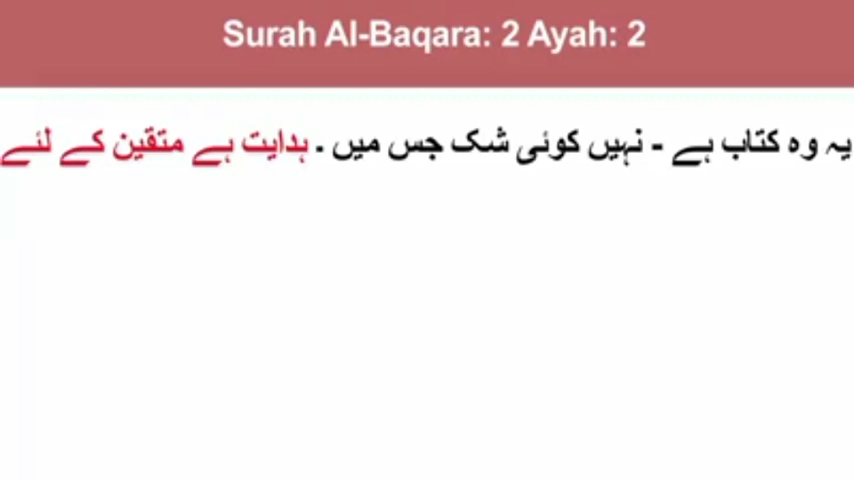 Surah Al-Baqara: 2 Ayah: 2
یہ وہ کتاب ہے - نہیں کوئی شک جس میں . ہدایت ہے متقین کے لئے